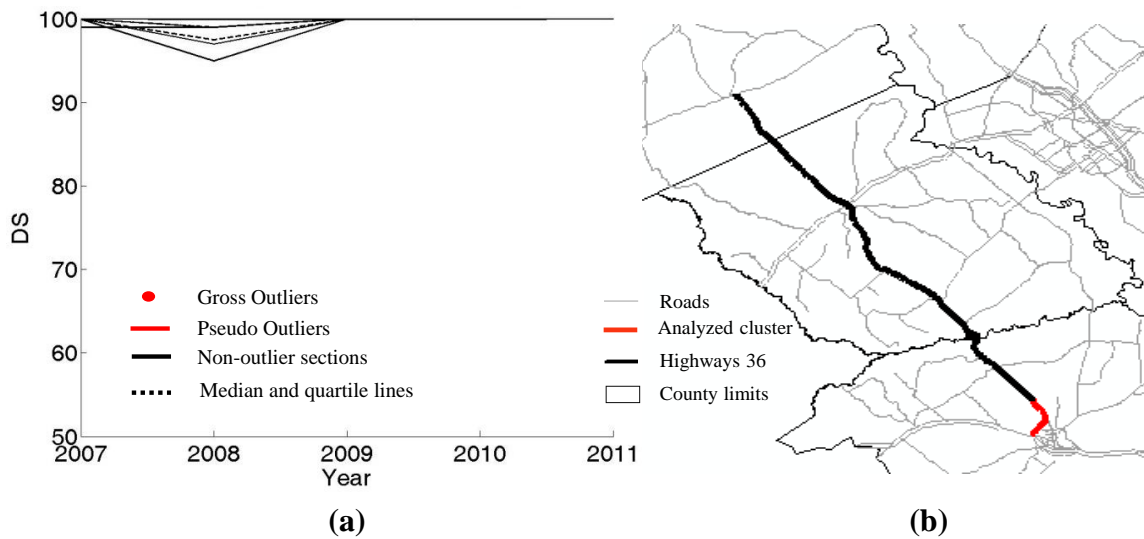 100
90
80
70
60
50
DS
2007 2008 2009 2010 2011
Year
Gross Outliers
Pseudo Outliers
Non-outlier sections
Median and quartile lines
(a)
Roads
Analyzed cluster
Highways 36
County limits
(b)